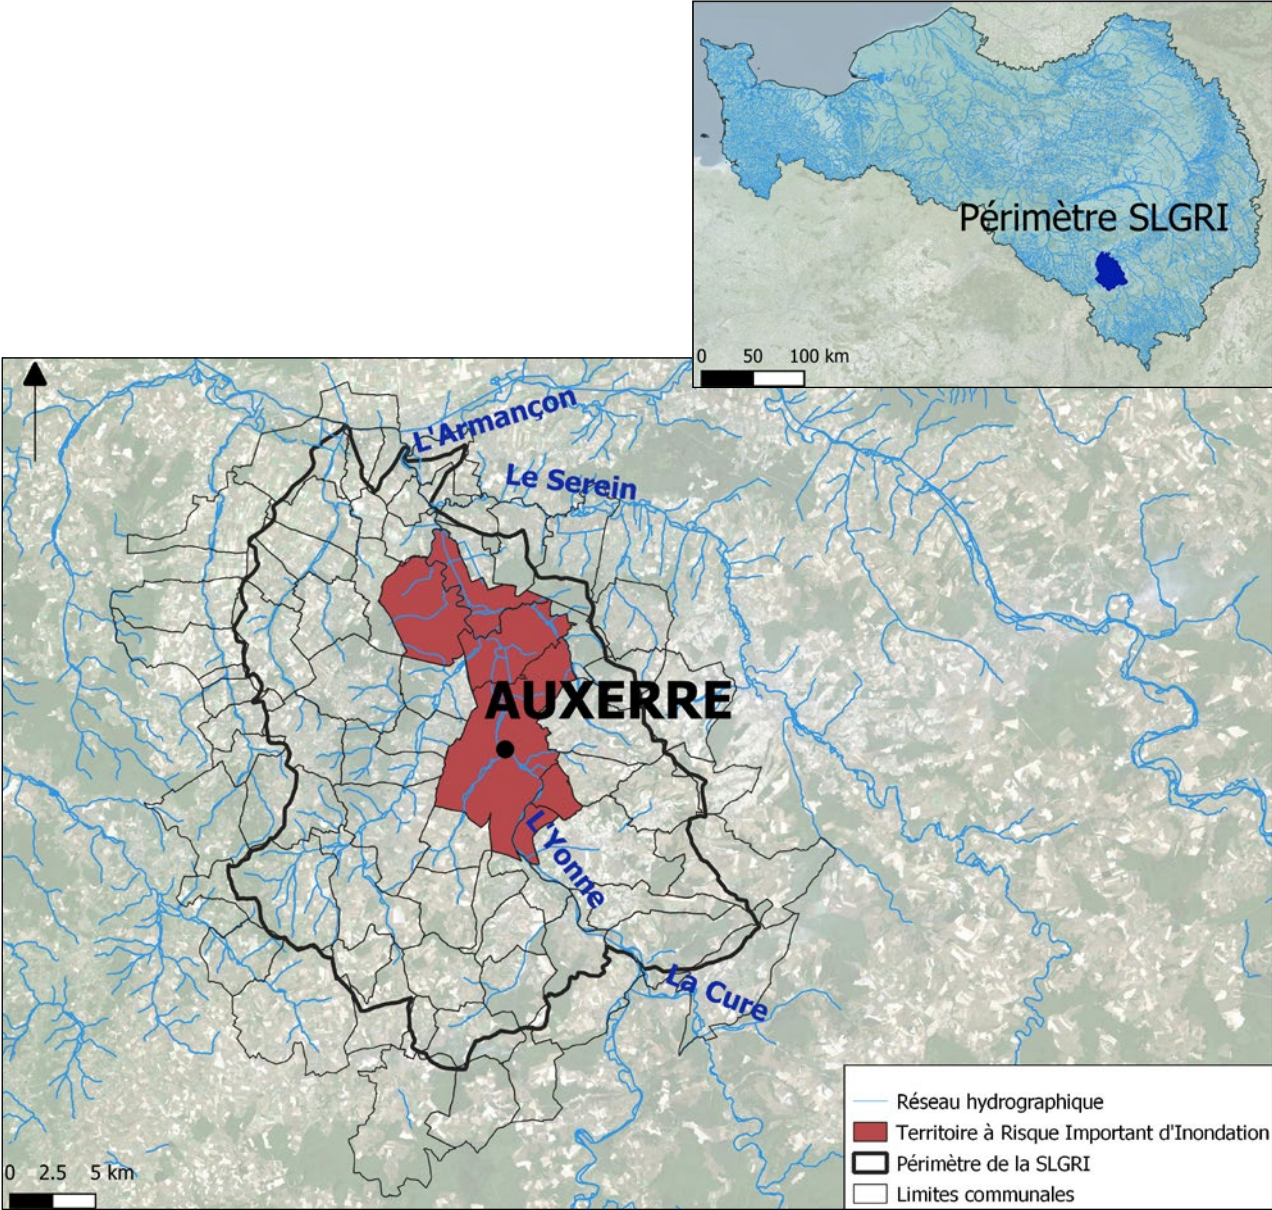 Périmètre SLGRI
0 50 100 km
L'Armançon
Le Serein
AUXERRE
L'Yonne
La Cure
Réseau hydrographique
Territoire à Risque Important d'Inondation
Périmètre de la SLGRI
Limites communales
0 2.5 5 km